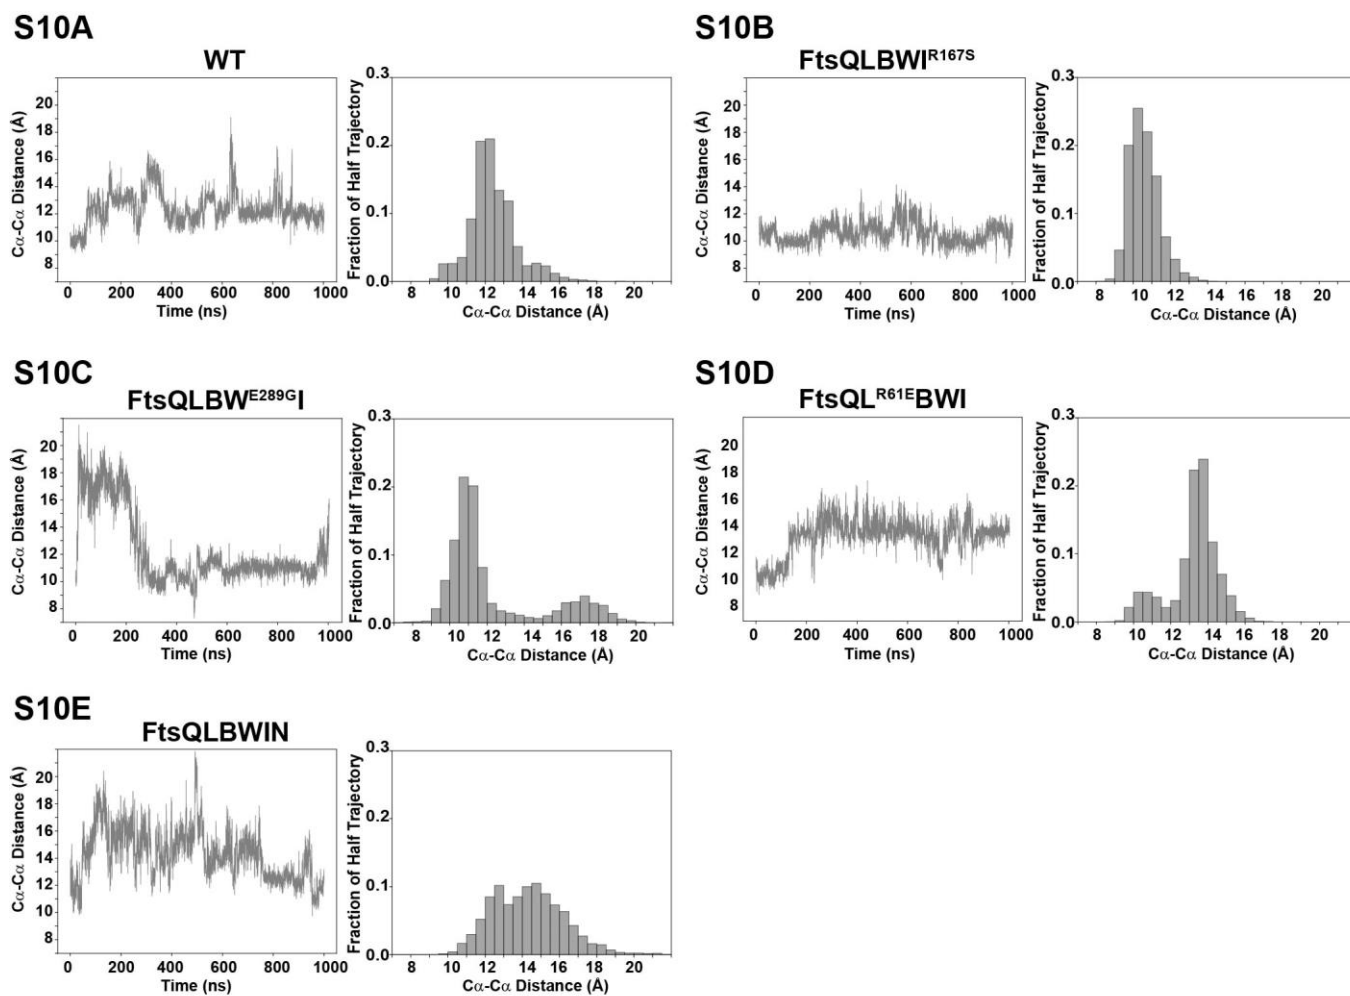 S10A
WT
Cα-Cα Distance (Å)
20
18
16
14
12
10
8
0 200 400 600 800 1000
Time (ns)
Fraction of Half Trajectory
0.3
0.2
0.1
0.0
8 10 12 14 16 18 20
Cα-Cα Distance (Å)
S10B
FtsQLBWI^R167S
Cα-Cα Distance (Å)
20
18
16
14
12
10
8
0 200 400 600 800 1000
Time (ns)
Fraction of Half Trajectory
0.3
0.2
0.1
0.0
8 10 12 14 16 18 20
Cα-Cα Distance (Å)
S10C
FtsQLBW^E289G I
Cα-Cα Distance (Å)
20
18
16
14
12
10
8
0 200 400 600 800 1000
Time (ns)
Fraction of Half Trajectory
0.3
0.2
0.1
0.0
8 10 12 14 16 18 20
Cα-Cα Distance (Å)
S10D
FtsQL^R61E BWI
Cα-Cα Distance (Å)
20
18
16
14
12
10
8
0 200 400 600 800 1000
Time (ns)
Fraction of Half Trajectory
0.3
0.2
0.1
0.0
8 10 12 14 16 18 20
Cα-Cα Distance (Å)
S10E
FtsQLBWIN
Cα-Cα Distance (Å)
20
18
16
14
12
10
8
0 200 400 600 800 1000
Time (ns)
Fraction of Half Trajectory
0.3
0.2
0.1
0.0
8 10 12 14 16 18 20
Cα-Cα Distance (Å)